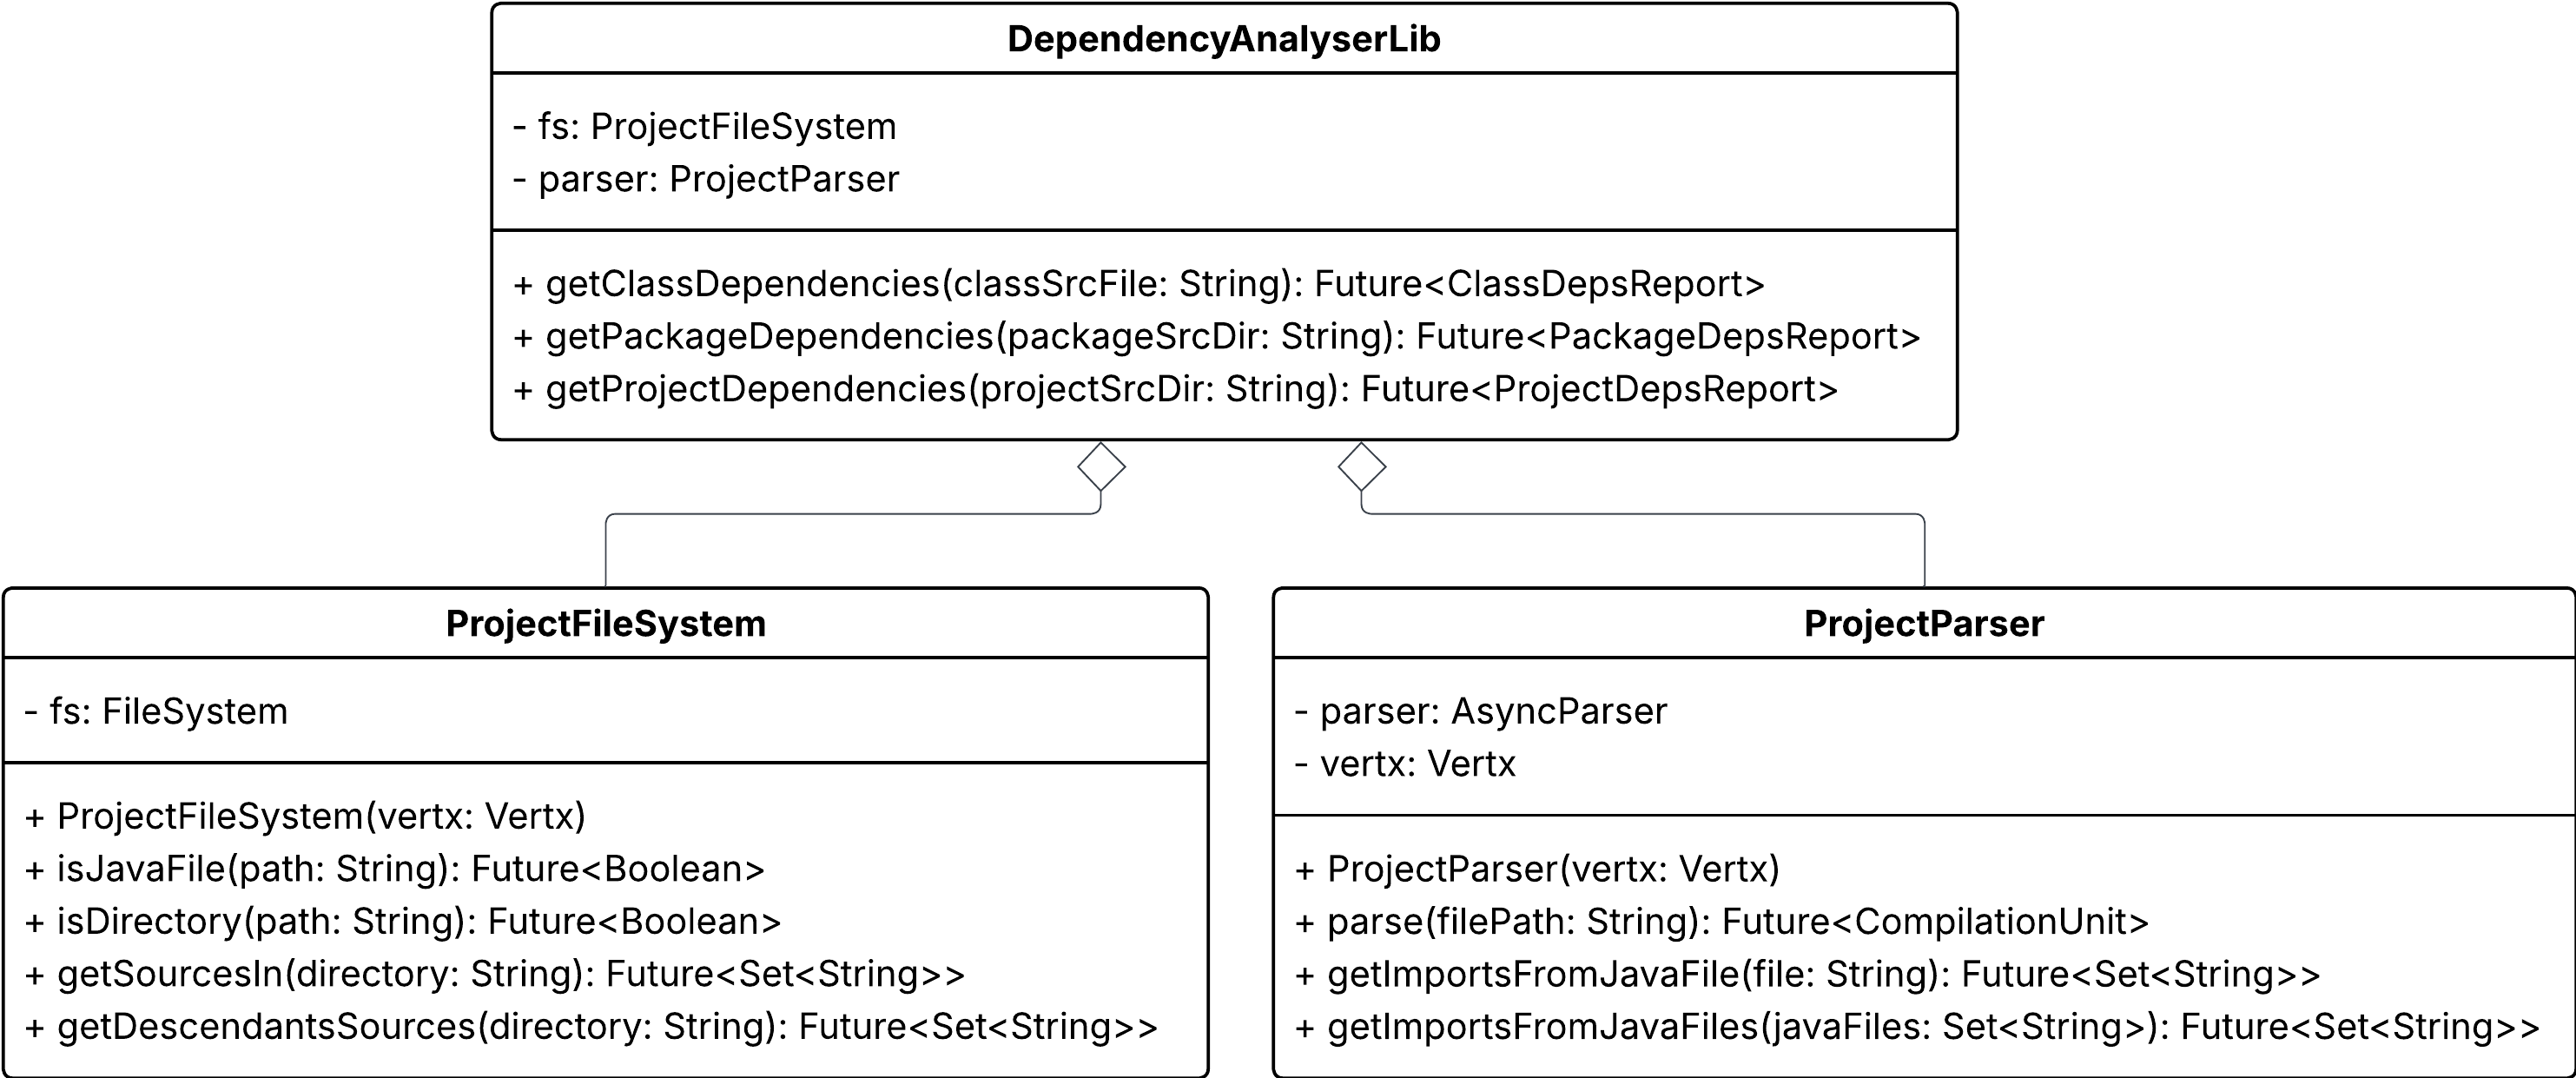 DependencyAnalyserLib
- fs: ProjectFileSystem
- parser: ProjectParser
+ getClassDependencies(classSrcFile: String): Future<ClassDepsReport>
+ getPackageDependencies(packageSrcDir: String): Future<PackageDepsReport>
+ getProjectDependencies(projectSrcDir: String): Future<ProjectDepsReport>
ProjectFileSystem
- fs: FileSystem
+ ProjectFileSystem(vertx: Vertx)
+ isJavaFile(path: String): Future<Boolean>
+ isDirectory(path: String): Future<Boolean>
+ getSourcesIn(directory: String): Future<Set<String>>
+ getDescendantsSources(directory: String): Future<Set<String>>
ProjectParser
- parser: AsyncParser
- vertx: Vertx
+ ProjectParser(vertx: Vertx)
+ parse(filePath: String): Future<CompilationUnit>
+ getImportsFromJavaFile(file: String): Future<Set<String>>
+ getImportsFromJavaFiles(javaFiles: Set<String>): Future<Set<String>>